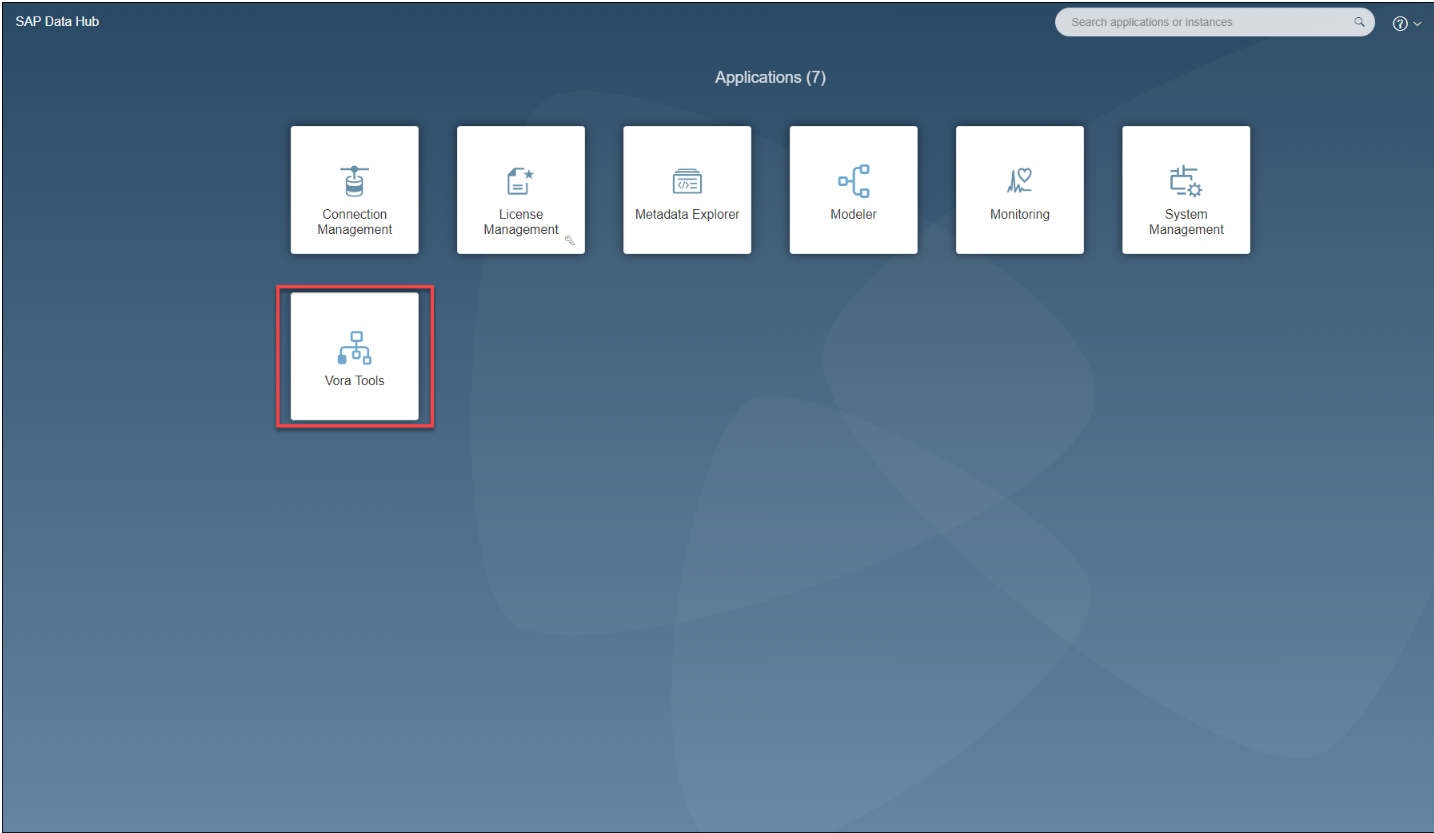 SAP Data Hub
Search applications or instances
Applications (7)
Connection
Management
License
Management
Metadata Explorer
Modeler
Monitoring
System
Management
Vora Tools